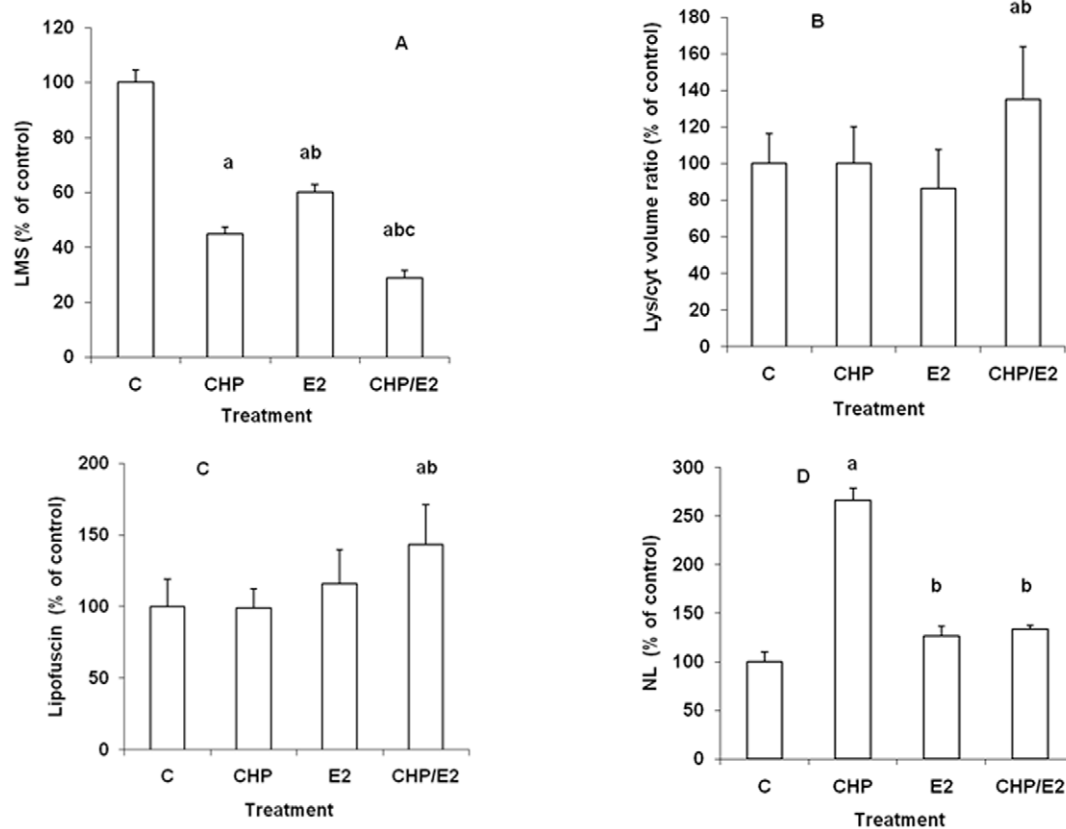 A
LMS (% of control)
120
100
80
60
40
20
0
a
ab
abc
C CHP E2 CHP/E2
Treatment
B
Lys/cyt volume ratio (% of control)
180
160
140
120
100
80
60
40
20
0
ab
C CHP E2 CHP/E2
Treatment
C
Lipofuscin (% of control)
200
150
100
50
0
ab
C CHP E2 CHP/E2
Treatment
D
NL (% of control)
300
250
200
150
100
50
0
a
b
b
C CHP E2 CHP/E2
Treatment